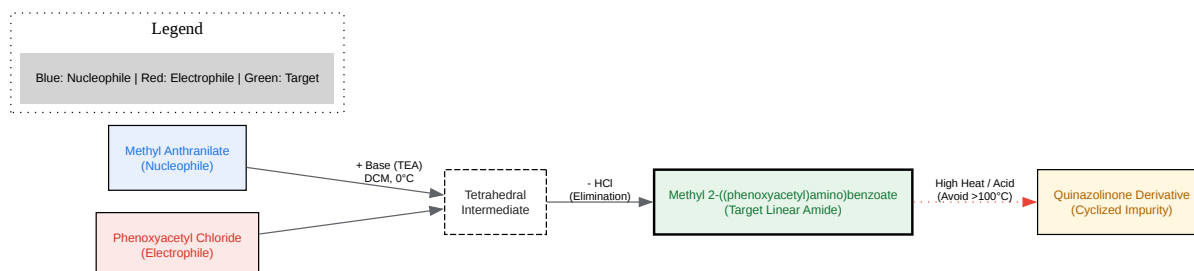 Legend
Blue: Nucleophile | Red: Electrophile | Green: Target
Methyl Anthranilate
(Nucleophile)
+ Base (TEA)
DCM, 0°C
Phenoxyacetyl Chloride
(Electrophile)
Tetrahedral
Intermediate
- HCl
(Elimination)
Methyl 2-((phenoxyacetyl)amino)benzoate
(Target Linear Amide)
High Heat / Acid
(Avoid >100°C)
Quinazolinone Derivative
(Cyclized Impurity)